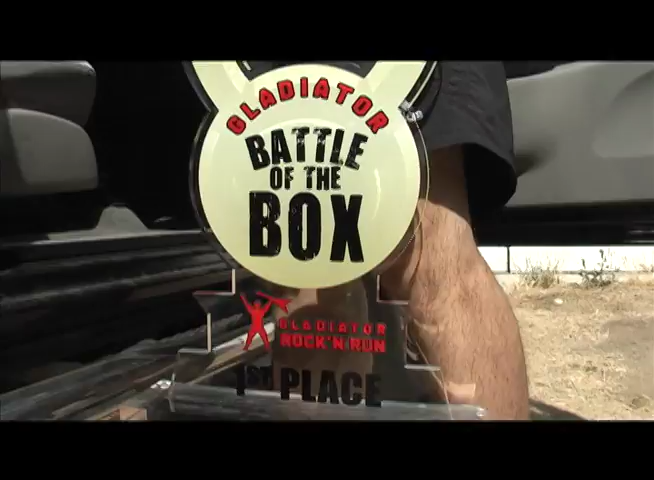 GLADIATOR
BATTLE
OF THE
BOX
GLADIATOR
ROCK'N RUN
1ST PLACE